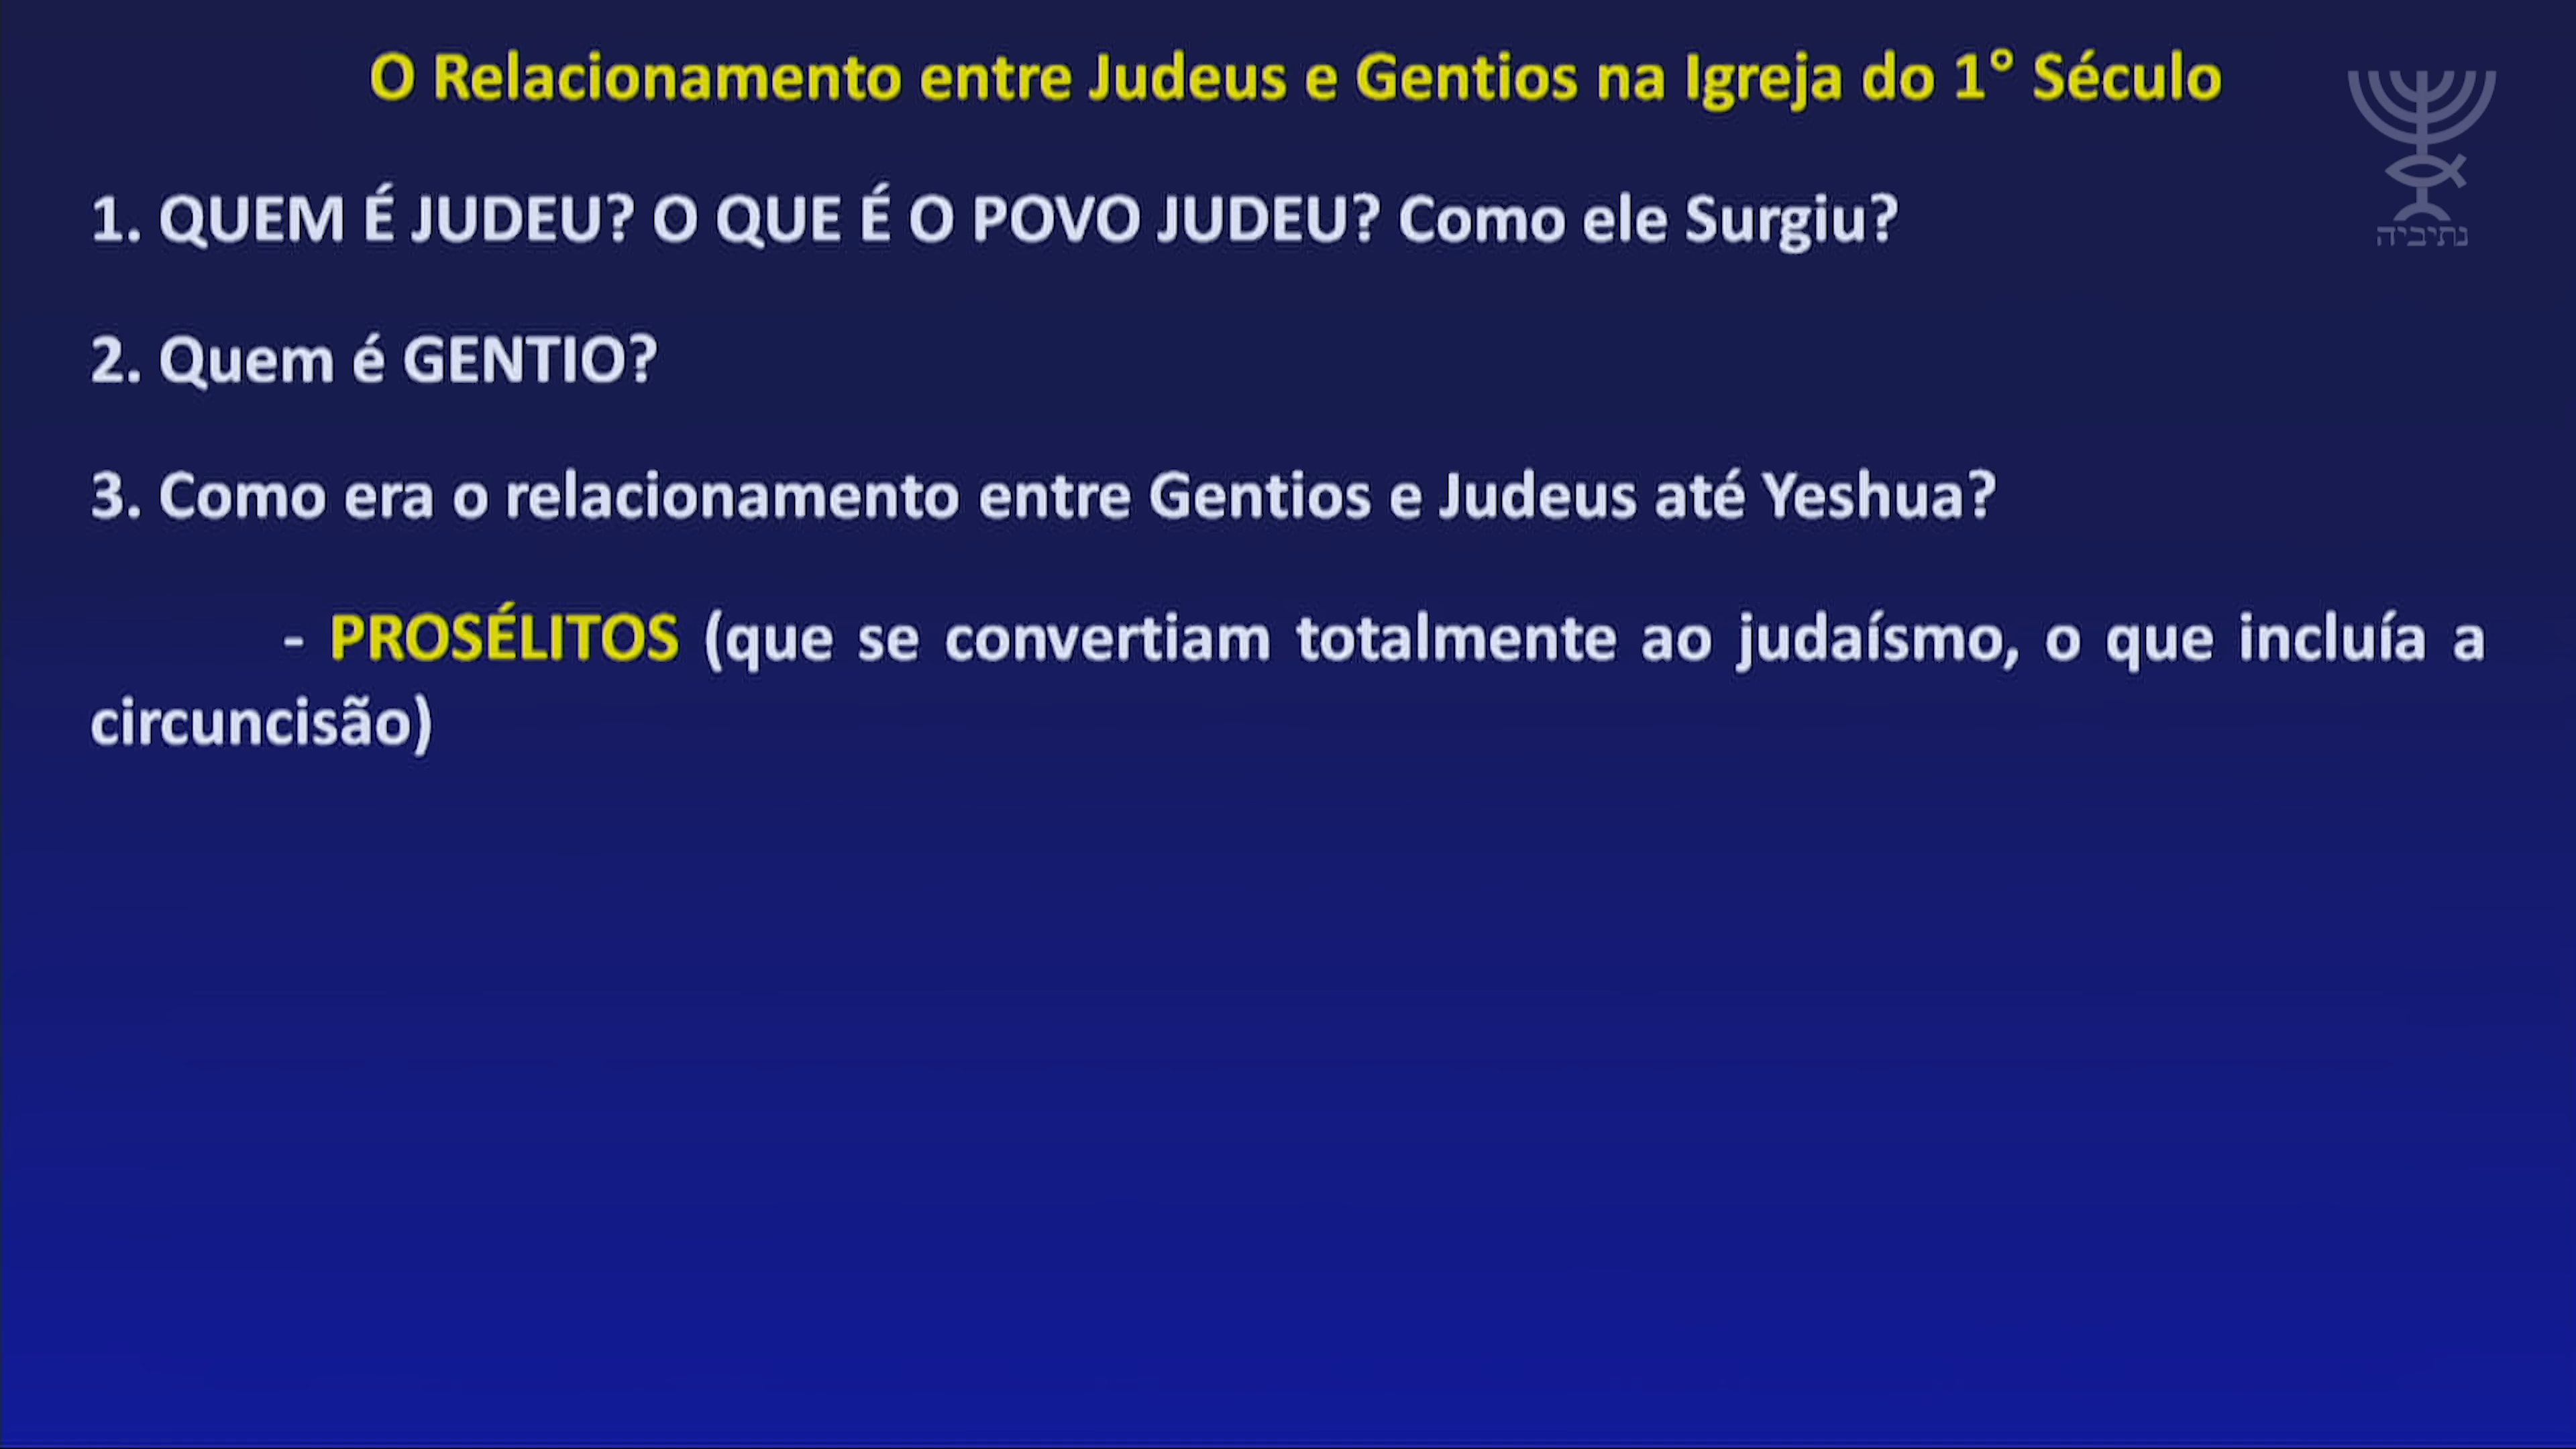 O Relacionamento entre Judeus e Gentios na Igreja do 1° Século
1. QUEM É JUDEU? O QUE É O POVO JUDEU? Como ele Surgiu?
נתיביה
2. Quem é GENTIO?
3. Como era o relacionamento entre Gentios e Judeus até Yeshua?
- PROSÉLITOS (que se convertiam totalmente ao judaísmo, o que incluía a
circuncisão)